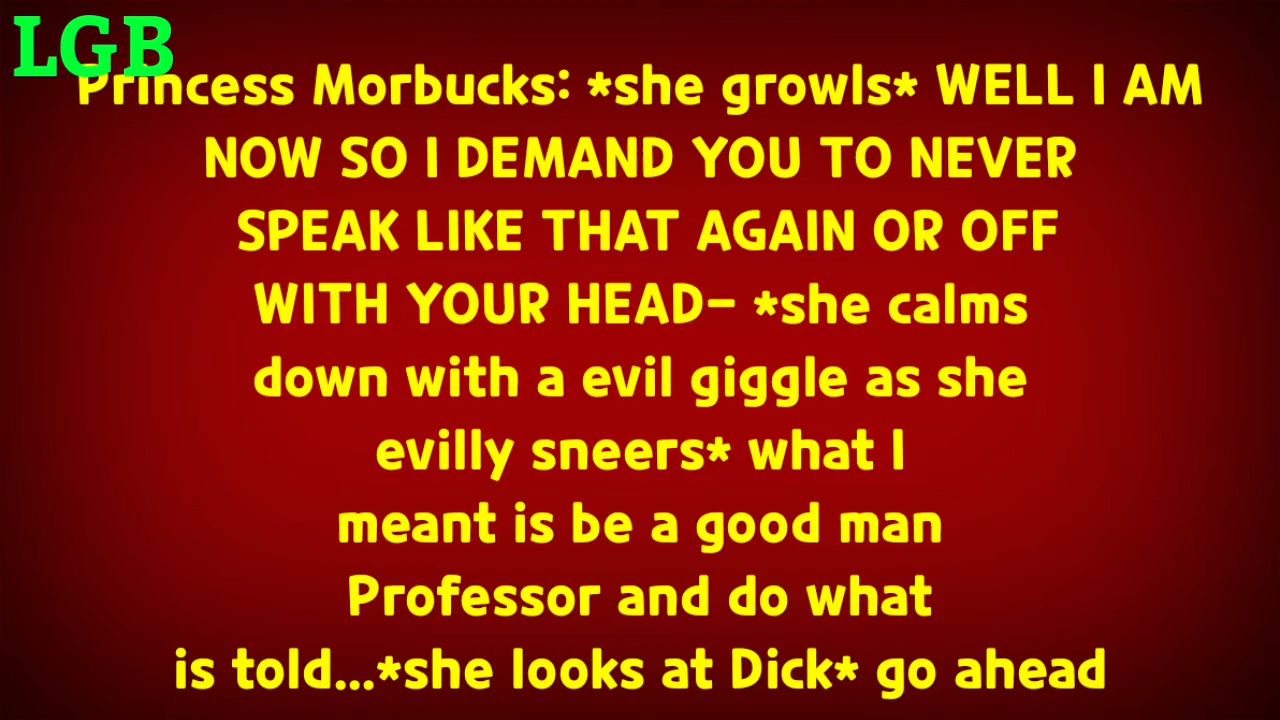 LGB
Princess Morbucks: *she growls* WELL I AM
NOW SO I DEMAND YOU TO NEVER
SPEAK LIKE THAT AGAIN OR OFF
WITH YOUR HEAD– *she calms
down with a evil giggle as she
evilly sneers* what I
meant is be a good man
Professor and do what
is told...*she looks at Dick* go ahead